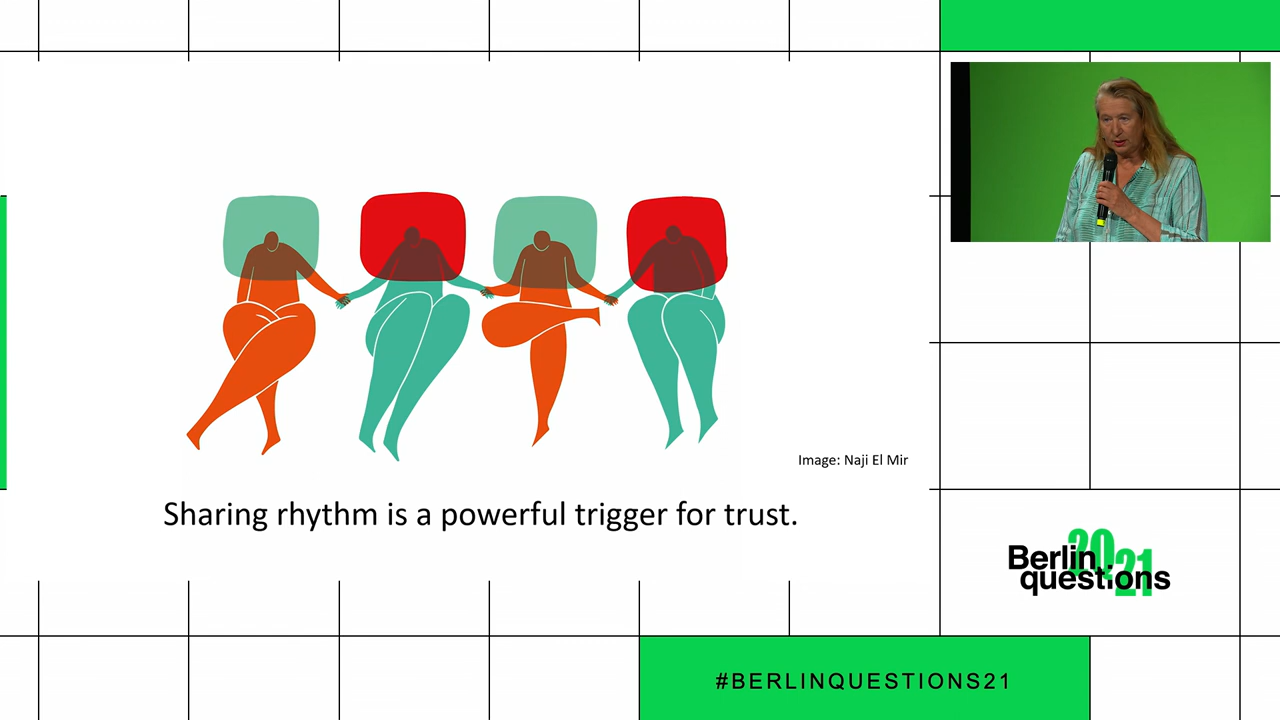 Image: Naji El Mir
Sharing rhythm is a powerful trigger for trust.
Berlin 20
questions 21
#BERLINQUESTIONS21